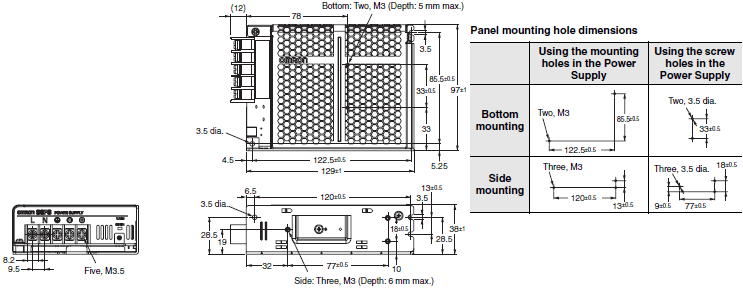 Bottom: Two, M3 (Depth: 5 mm max.)
(12)
78
3.5
omron
33±0.5
85.5±0.5
97±1
33
3.5 dia.
4.5
122.5±0.5
5.25
129±1
6.5
120±0.5
13±0.5
3.5
3.5 dia.
28.5
19
18±0.5
28.5
38±1
32
77±0.5
10
Side: Three, M3 (Depth: 6 mm max.)
omron S8FS POWER SUPPLY
L N
8.2
9.5
Five, M3.5
Panel mounting hole dimensions
Using the mounting holes in the Power Supply
Using the screw holes in the Power Supply
Bottom mounting
Two, M3
85.5±0.5
122.5±0.5
Two, 3.5 dia.
33±0.5
Side mounting
Three, M3
120±0.5
13±0.5
Three, 3.5 dia.
18±0.5
9±0.5
77±0.5